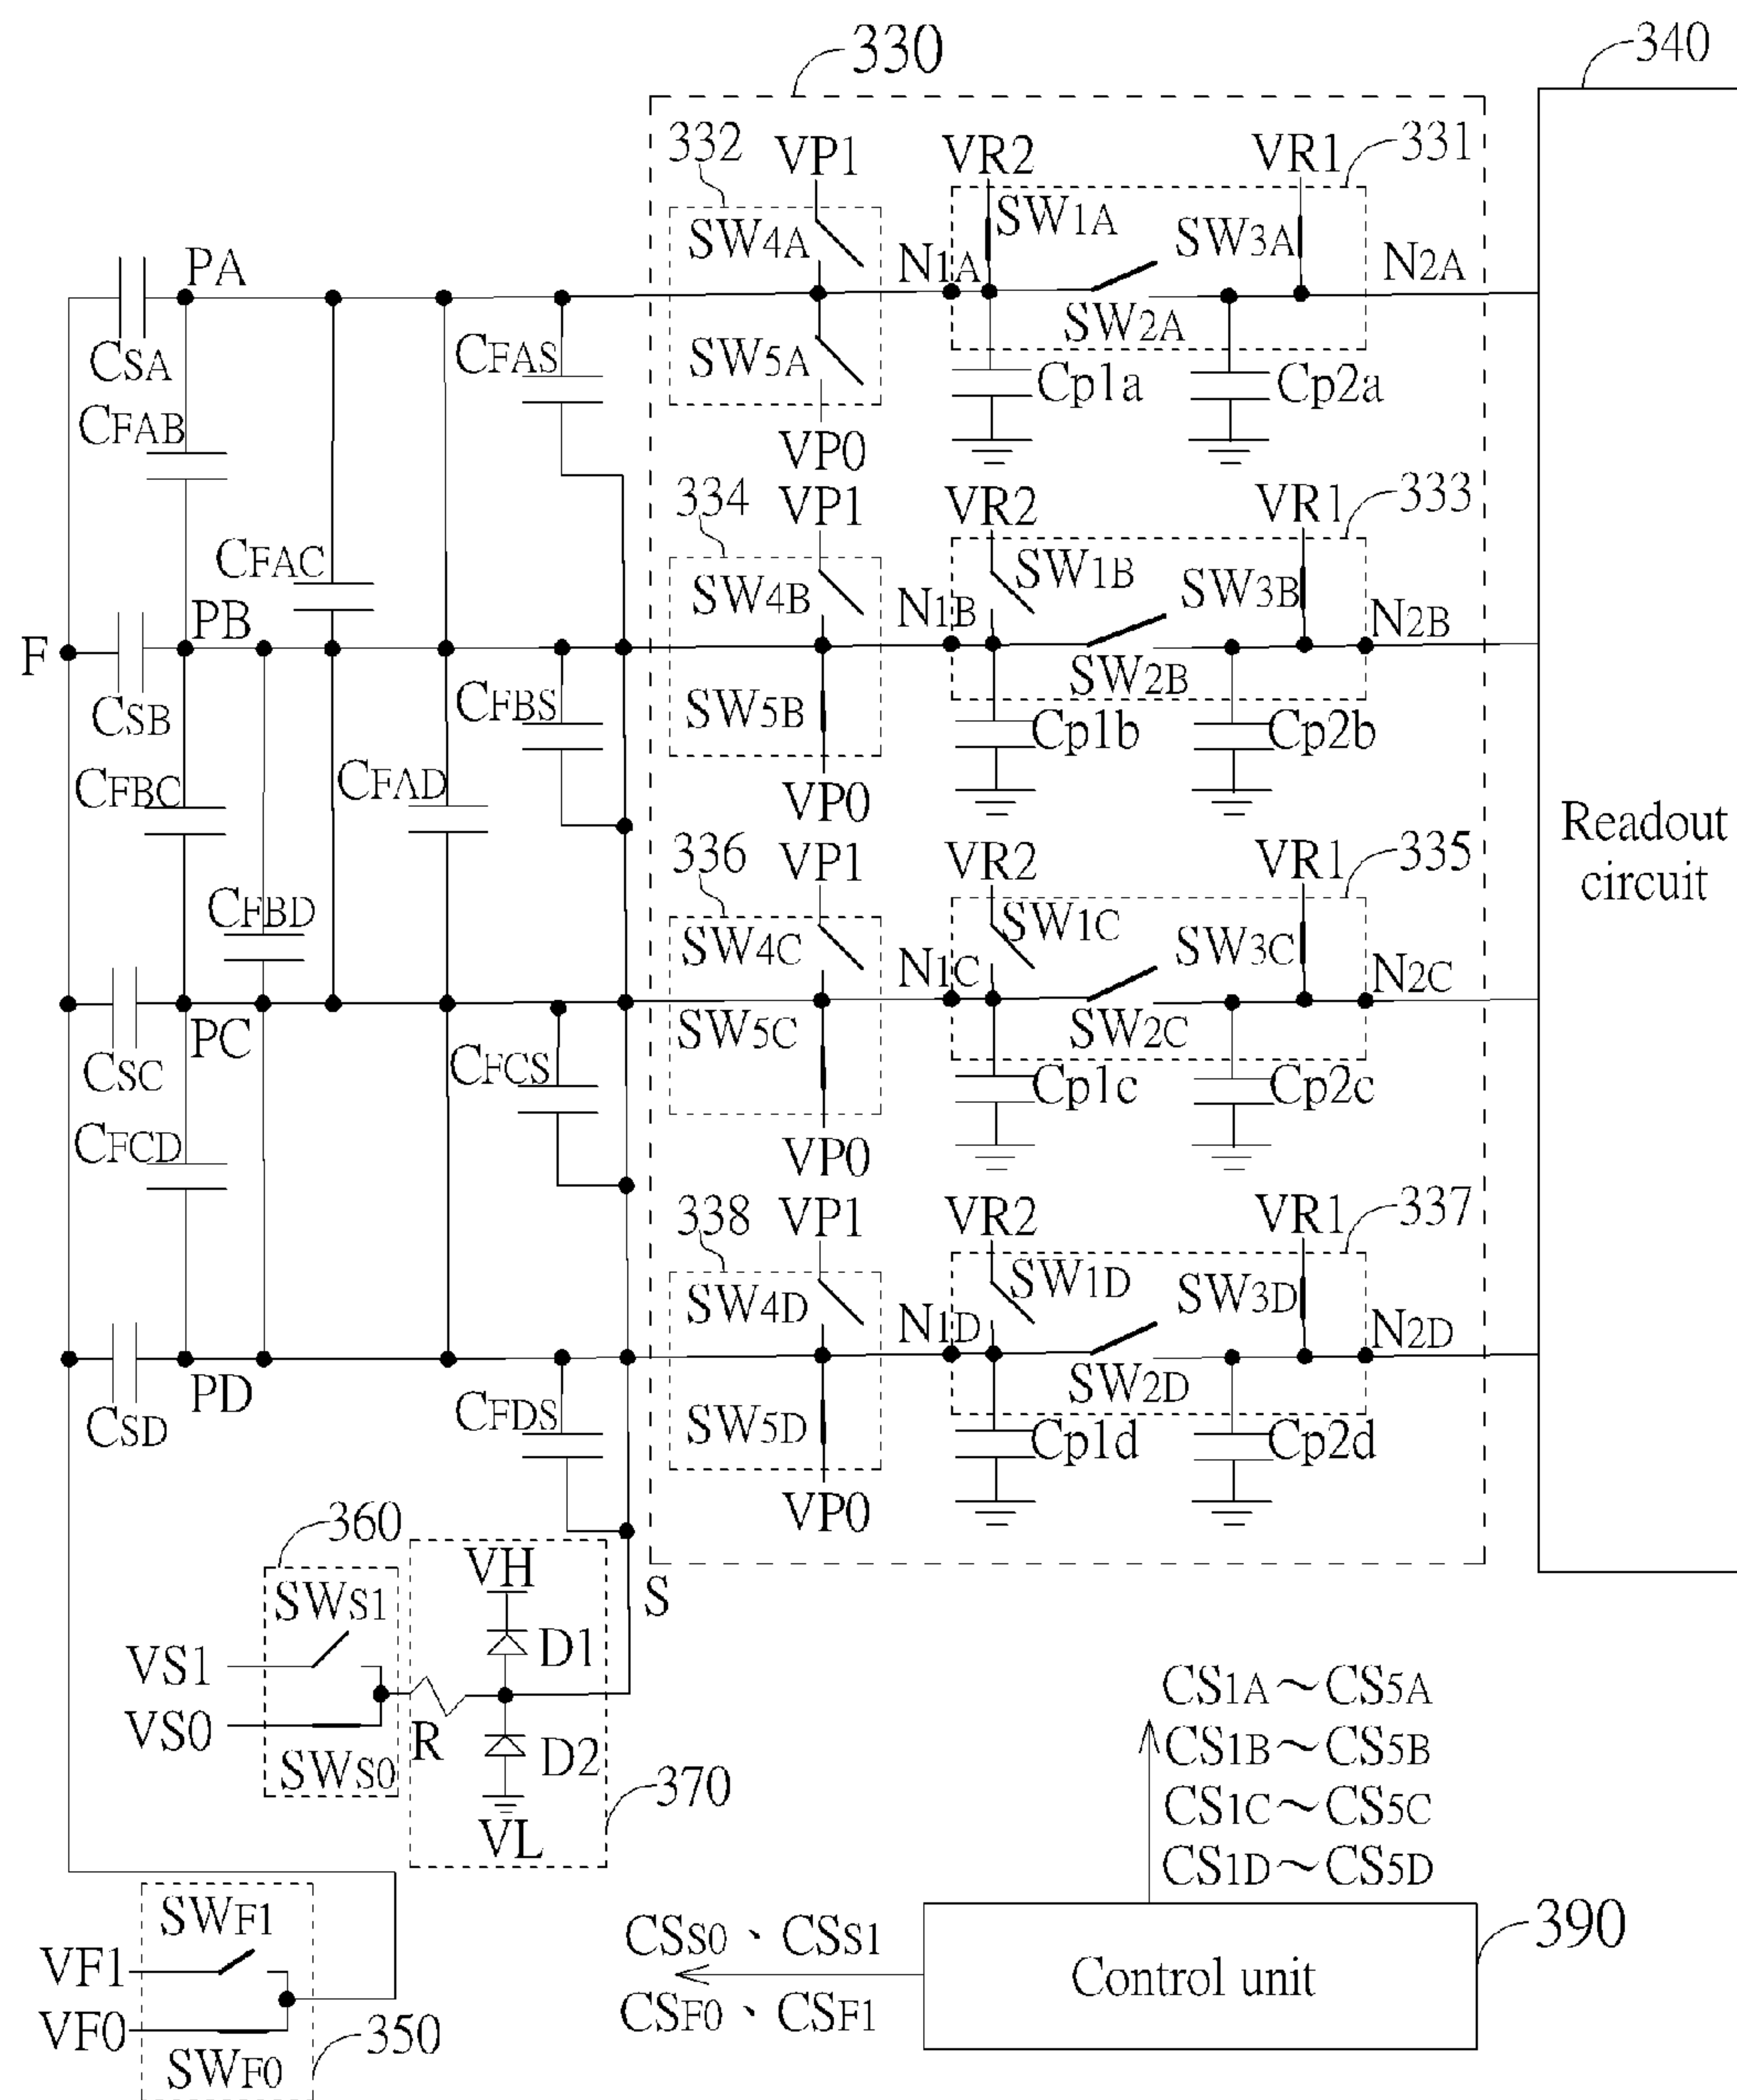 330
340
332
VP1
VR2
VR1
331
SW4A
SW1A
SW3A
PA
N1A
N2A
CSA
CFAS
SW5A
SW2A
Cp1a
Cp2a
CFAB
VP0
334
VP1
VR2
VR1
333
CFAC
SW4B
SW1B
SW3B
PB
N1B
N2B
F
CSB
CFBS
SW5B
SW2B
Cp1b
Cp2b
CFBC
CFAD
VP0
Readout
circuit
336
VP1
VR2
VR1
335
CFBD
SW4C
SW1C
SW3C
N1C
N2C
PC
SW5C
SW2C
CSC
CFCS
Cp1c
Cp2c
CFCD
VP0
338
VP1
VR2
VR1
337
SW4D
SW1D
SW3D
N1D
N2D
PD
CSD
CFDS
SW5D
SW2D
Cp1d
Cp2d
VP0
360
VH
S
SWS1
D1
VS1
VS0
R
D2
SWS0
370
VL
CS1A～CS5A
CS1B～CS5B
CS1C～CS5C
CS1D～CS5D
SWF1
VF1
VF0
SWF0
350
CSS0、CSS1
CSF0、CSF1
Control unit
390